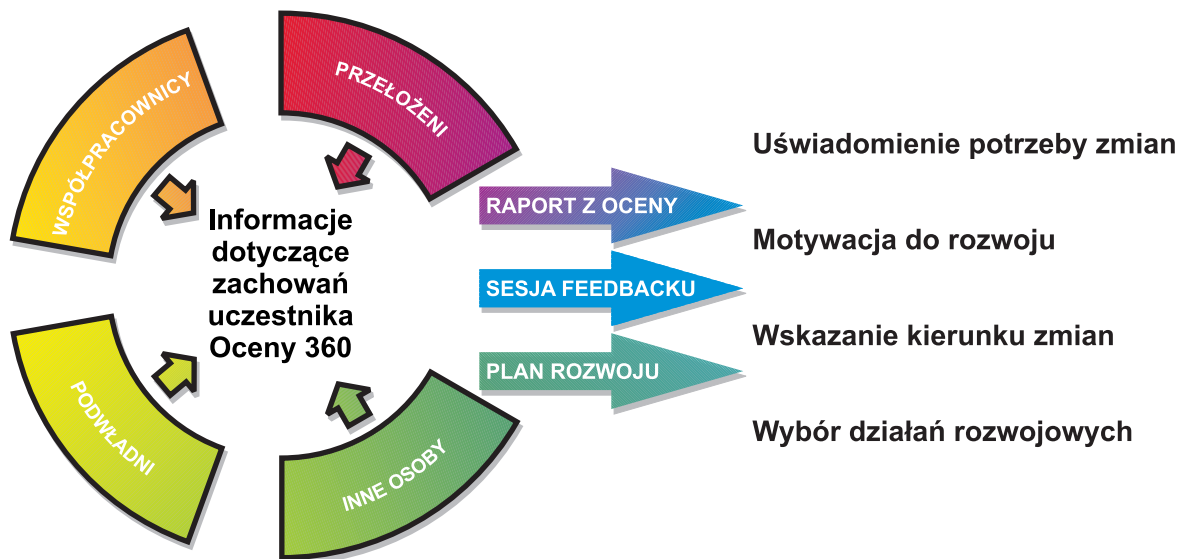 WSPÓŁPRACOWNICY
PRZEŁOŻENI
Informacje
dotyczące
zachowań
uczestnika
Oceny 360
PODWŁADNI
INNE OSOBY
RAPORT Z OCENY
SESJA FEEDBACKU
PLAN ROZWOJU
Uświadomienie potrzeby zmian
Motywacja do rozwoju
Wskazanie kierunku zmian
Wybór działań rozwojowych